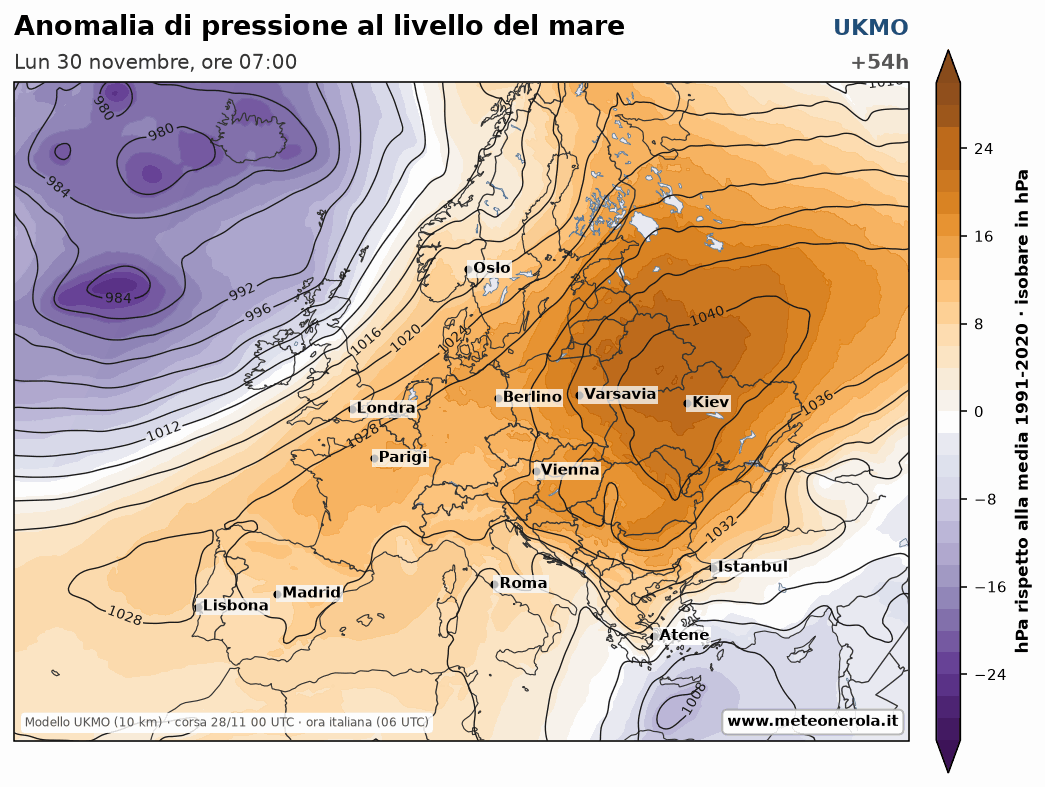 Anomalia di pressione al livello del mare
UKMO
Lun 30 novembre, ore 07:00
+54h
980
980
984
984
992
996
1012
1016
1020
1024
1028
1028
1032
1036
1040
1008
Oslo
Londra
Berlino
Varsavia
Kiev
Parigi
Vienna
Lisbona
Madrid
Roma
Istanbul
Atene
24
16
8
0
−8
−16
−24
hPa rispetto alla media 1991-2020 · isobare in hPa
Modello UKMO (10 km) · corsa 28/11 00 UTC · ora italiana (06 UTC)
www.meteonerola.it